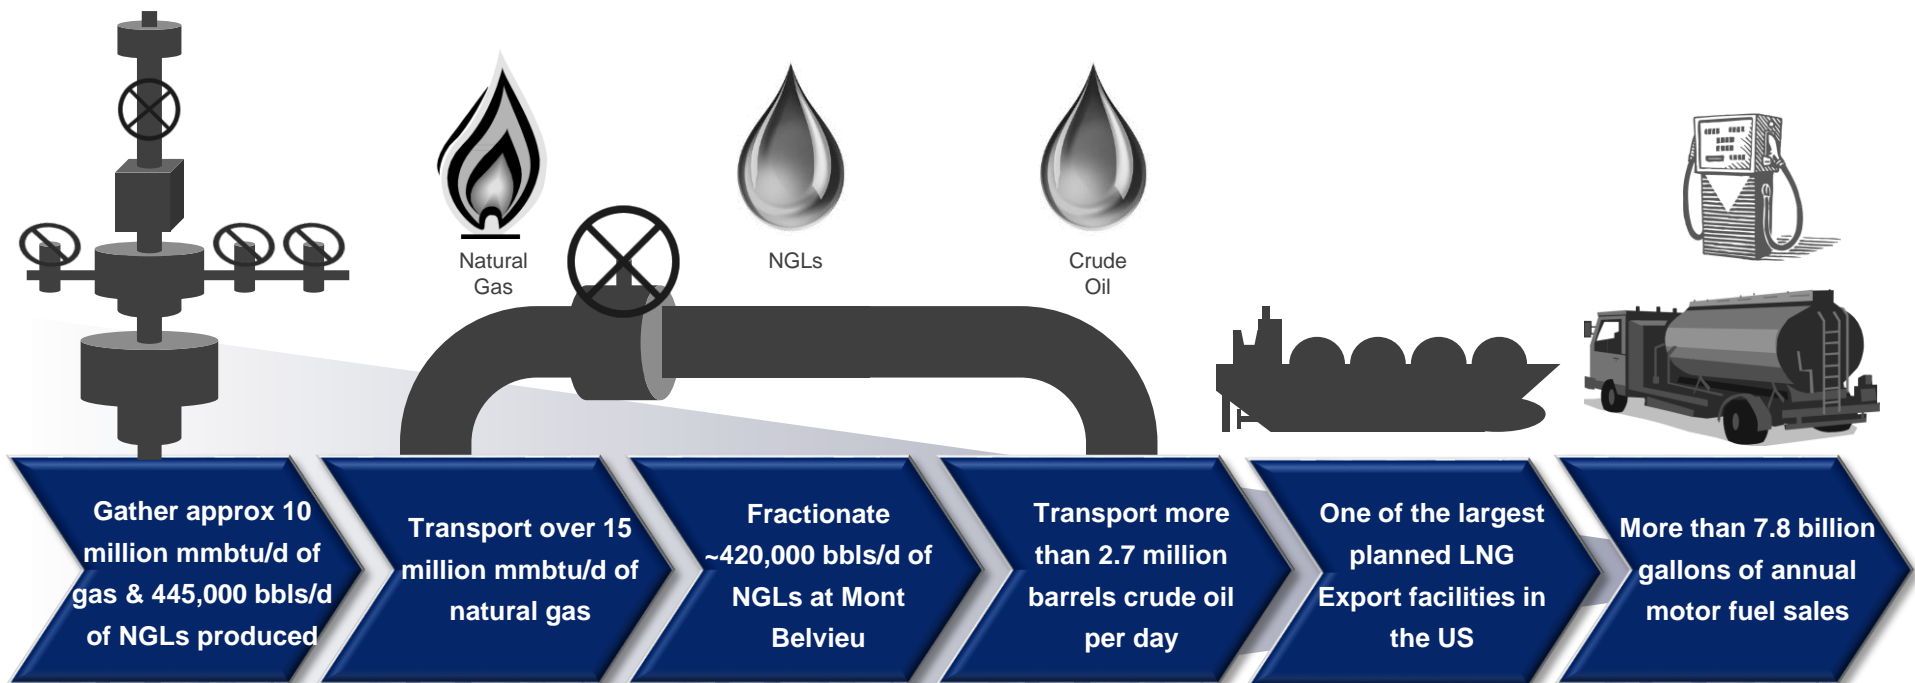 Natural
Gas
NGLs
Crude
Oil
Gather approx 10
million mmbtu/d of
gas & 445,000 bbls/d
of NGLs produced
Transport over 15
million mmbtu/d of
natural gas
Fractionate
~420,000 bbls/d of
NGLs at Mont
Belvieu
Transport more
than 2.7 million
barrels crude oil
per day
One of the largest
planned LNG
Export facilities in
the US
More than 7.8 billion
gallons of annual
motor fuel sales